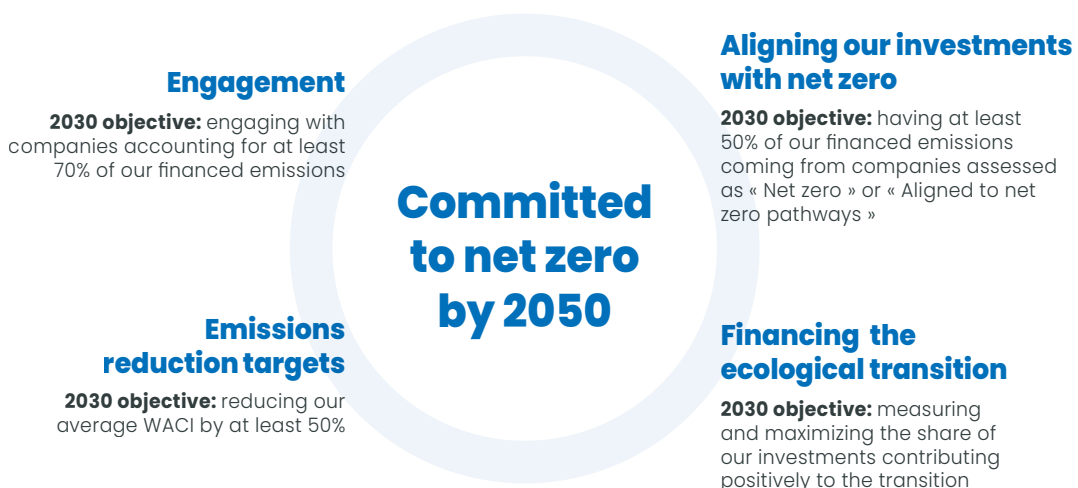 Engagement
2030 objective: engaging with
companies accounting for at least
70% of our financed emissions
Aligning our investments
with net zero
2030 objective: having at least
50% of our financed emissions
coming from companies assessed
as « Net zero » or « Aligned to net
zero pathways »
Committed
to net zero
by 2050
Emissions
reduction targets
2030 objective: reducing our
average WACI by at least 50%
Financing the
ecological transition
2030 objective: measuring
and maximizing the share of
our investments contributing
positively to the transition